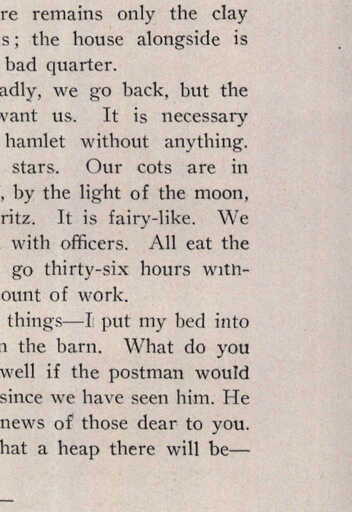 re remains only the clay
s; the house alongside is
bad quarter.
adly, we go back, but the
want us. It is necessary
hamlet without anything.
stars. Our cots are in
, by the light of the moon,
ritz. It is fairy-like. We
with officers. All eat the
go thirty-six hours with-
ount of work.
things—I put my bed into
n the barn. What do you
well if the postman would
since we have seen him. He
news of those dear to you.
hat a heap there will be—